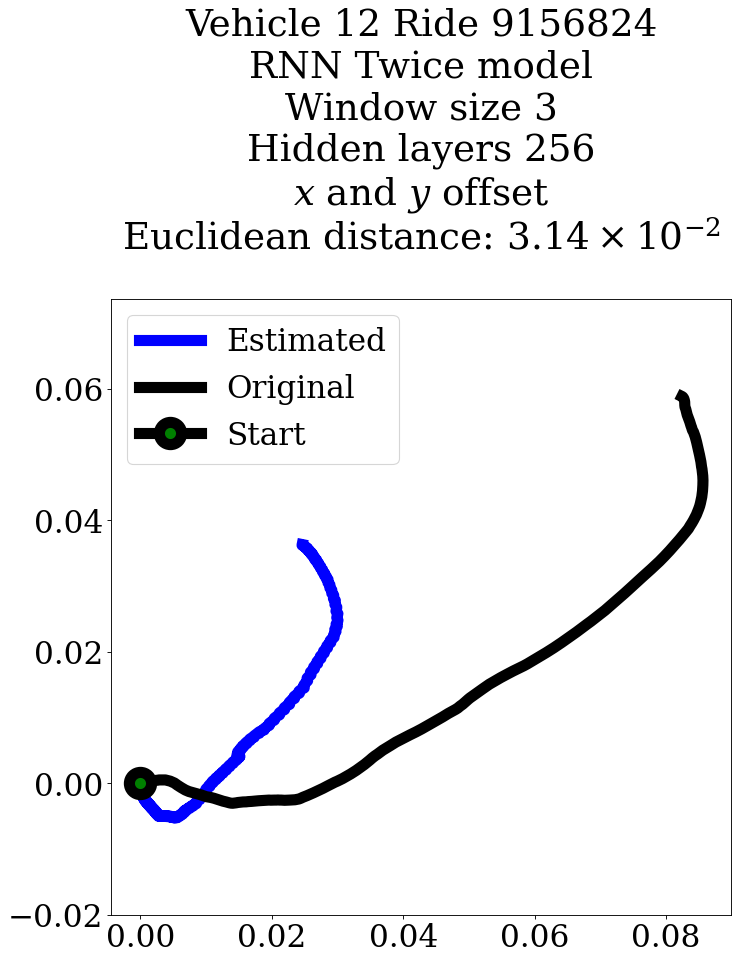 Vehicle 12 Ride 9156824
RNN Twice model
Window size 3
Hidden layers 256
x and y offset
Euclidean distance: 3.14 × 10⁻²
Estimated
Original
Start
0.06
0.04
0.02
0.00
−0.02
0.00 0.02 0.04 0.06 0.08